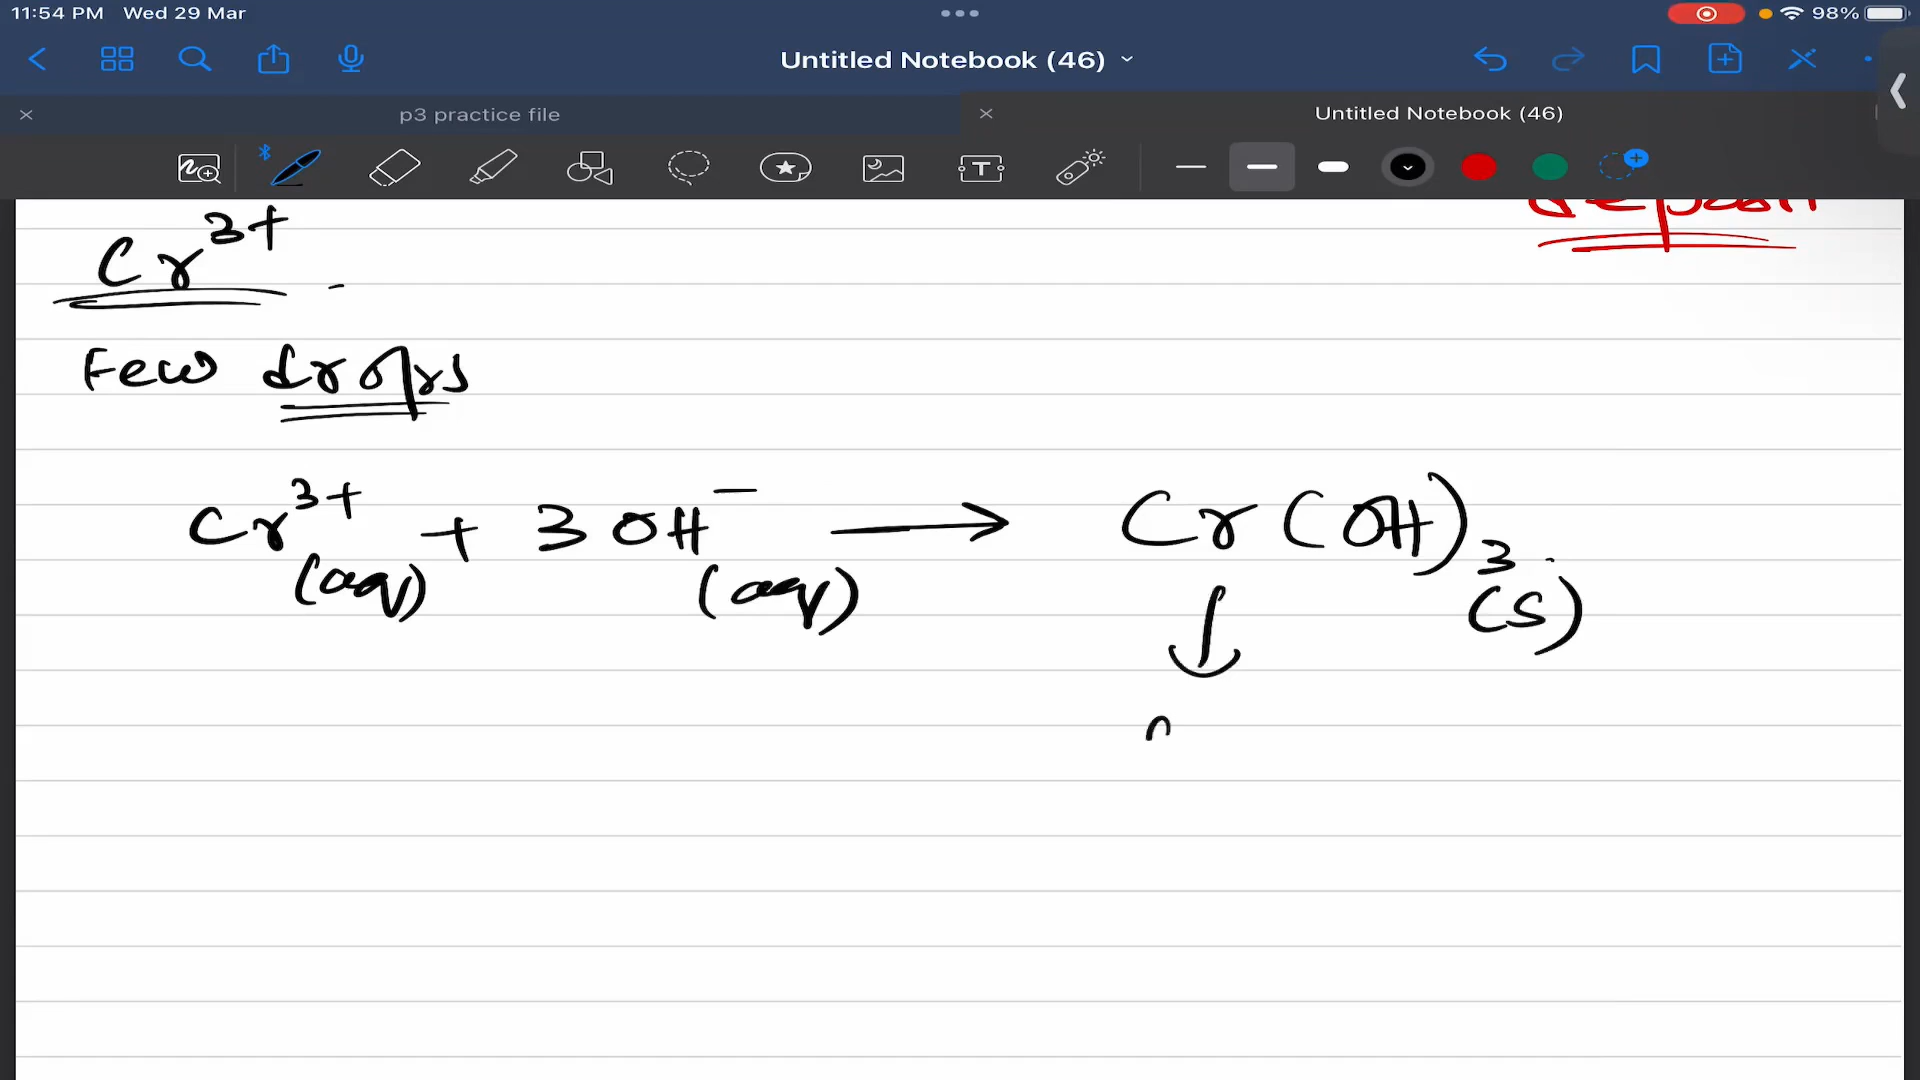 11:54 PM Wed 29 Mar
98%
Untitled Notebook (46)
p3 practice file
Untitled Notebook (46)
T
Cr³⁺
Few drops
Cr³⁺(aq) + 3OH⁻(aq) → Cr(OH)₃(s)